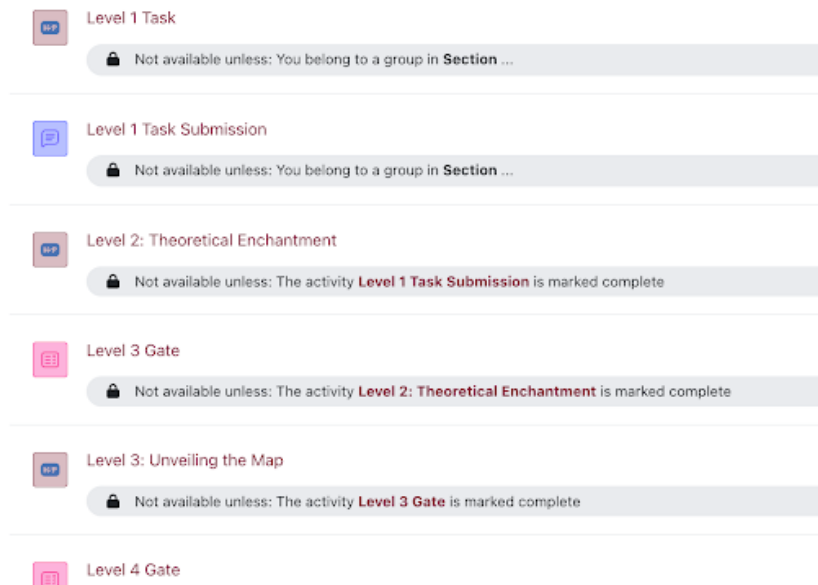 Level 1 Task
Not available unless: You belong to a group in Section ...
Level 1 Task Submission
Not available unless: You belong to a group in Section ...
H-P
Level 2: Theoretical Enchantment
Not available unless: The activity Level 1 Task Submission is marked complete
Level 3 Gate
Not available unless: The activity Level 2: Theoretical Enchantment is marked complete
Level 3: Unveiling the Map
Not available unless: The activity Level 3 Gate is marked complete
Level 4 Gate